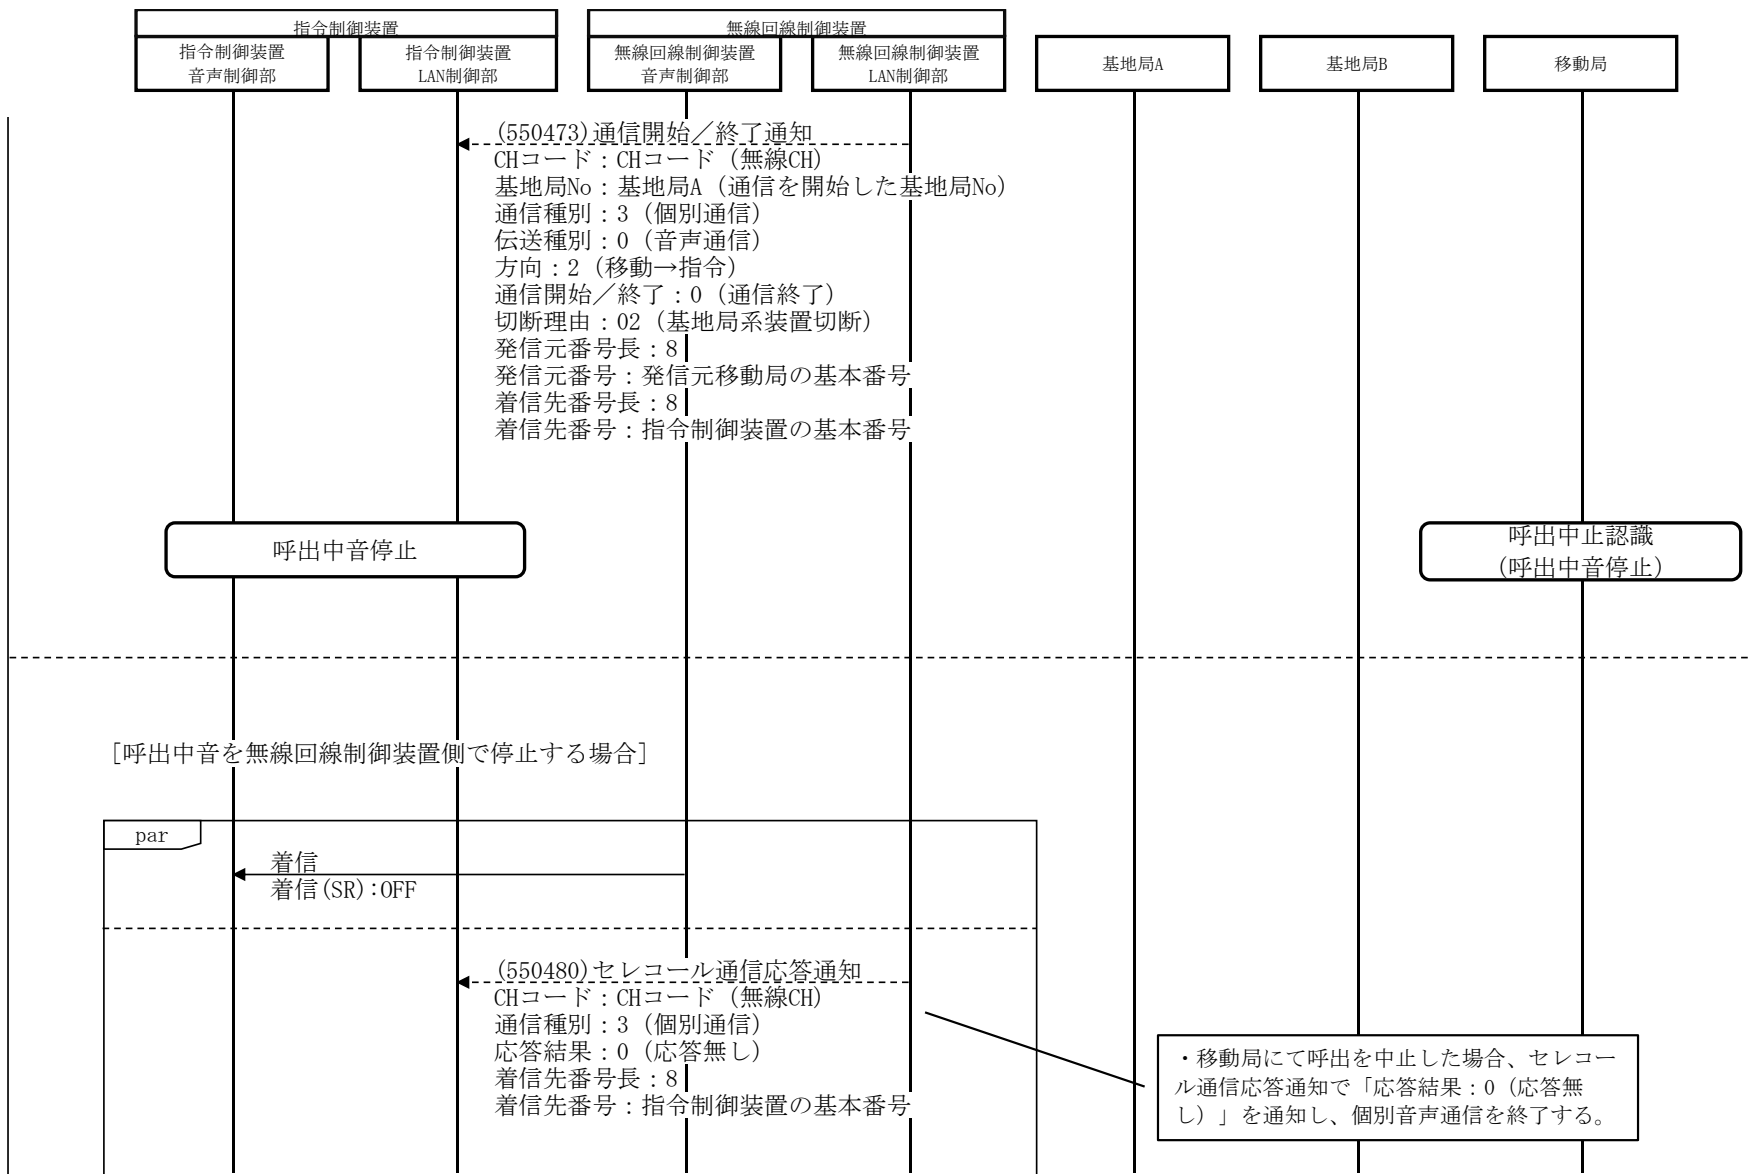 指令制御装置
無線回線制御装置
指令制御装置
音声制御部
指令制御装置
LAN制御部
無線回線制御装置
音声制御部
無線回線制御装置
LAN制御部
基地局A
基地局B
移動局
(550473)通信開始／終了通知
CHコード：CHコード（無線CH）
基地局No：基地局A（通信を開始した基地局No）
通信種別：3（個別通信）
伝送種別：0（音声通信）
方向：2（移動→指令）
通信開始／終了：0（通信終了）
切断理由：02（基地局系装置切断）
発信元番号長：8
発信元番号：発信元移動局の基本番号
着信先番号長：8
着信先番号：指令制御装置の基本番号
呼出中音停止
呼出中止認識
（呼出中音停止）
［呼出中音を無線回線制御装置側で停止する場合］
par
着信
着信(SR):OFF
(550480)セレコール通信応答通知
CHコード：CHコード（無線CH）
通信種別：3（個別通信）
応答結果：0（応答無し）
着信先番号長：8
着信先番号：指令制御装置の基本番号
・移動局にて呼出を中止した場合、セレコー
ル通信応答通知で「応答結果：0（応答無
し）」を通知し、個別音声通信を終了する。